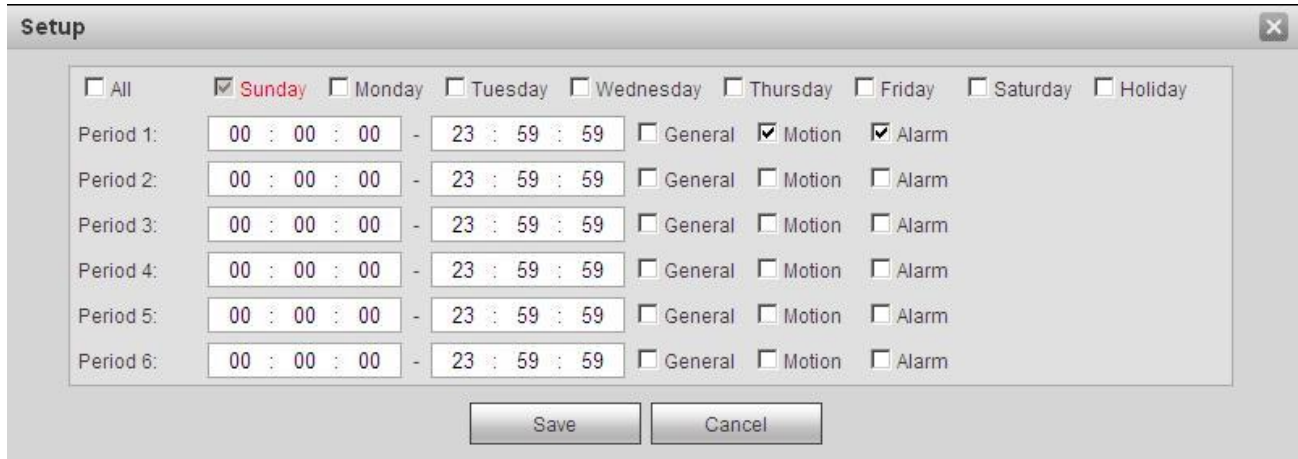 Setup
All Sunday Monday Tuesday Wednesday Thursday Friday Saturday Holiday
Period 1: 00 : 00 : 00 - 23 : 59 : 59 General Motion Alarm
Period 2: 00 : 00 : 00 - 23 : 59 : 59 General Motion Alarm
Period 3: 00 : 00 : 00 - 23 : 59 : 59 General Motion Alarm
Period 4: 00 : 00 : 00 - 23 : 59 : 59 General Motion Alarm
Period 5: 00 : 00 : 00 - 23 : 59 : 59 General Motion Alarm
Period 6: 00 : 00 : 00 - 23 : 59 : 59 General Motion Alarm
Save Cancel